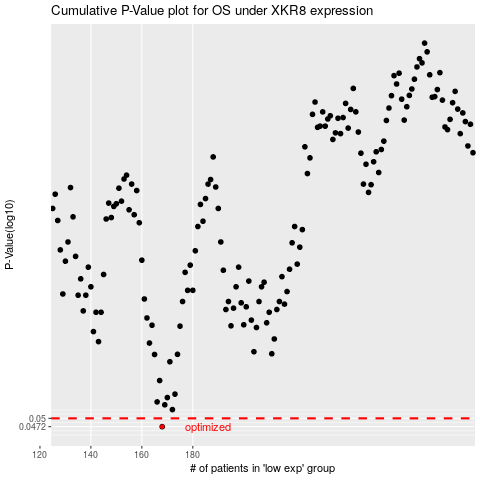 Cumulative P-Value plot for OS under XKR8 expression
P-Value(log10)
0.05
0.0472
optimized
120 140 160 180
# of patients in 'low exp' group